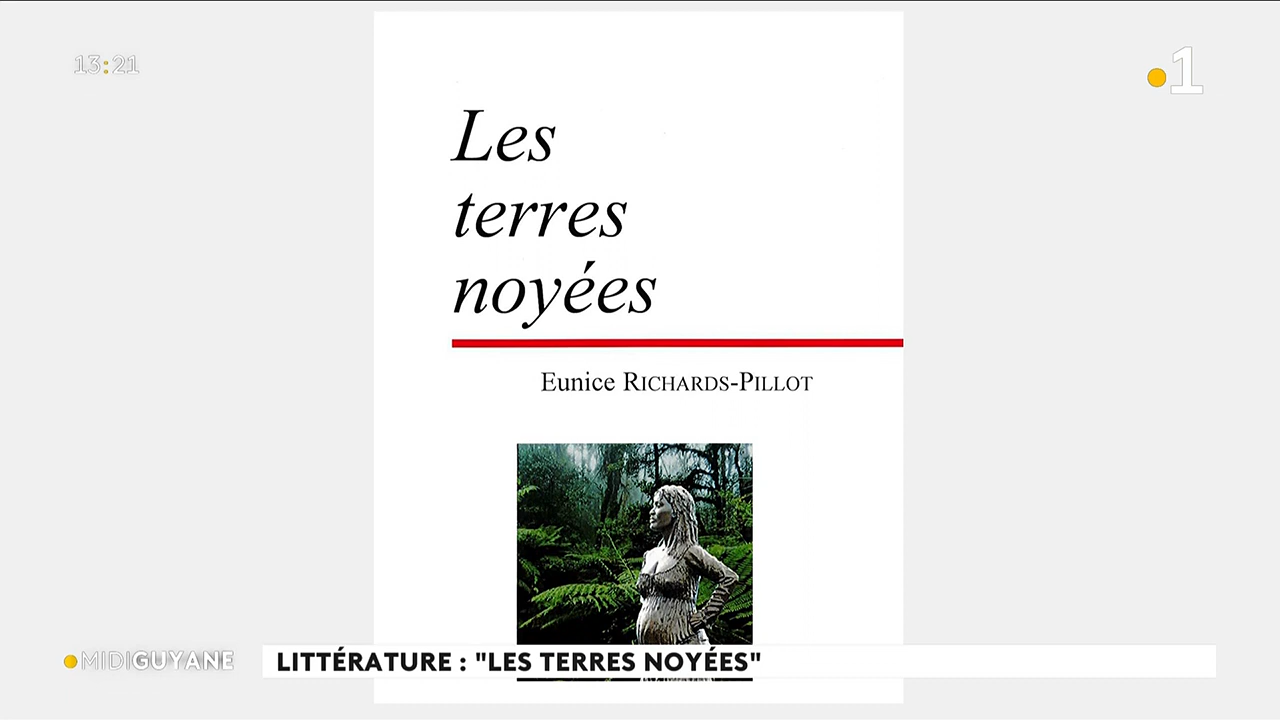 13:21
1
Les
terres
noyées
Eunice RICHARDS-PILLOT
MIDIGUYANE
LITTÉRATURE : "LES TERRES NOYÉES"